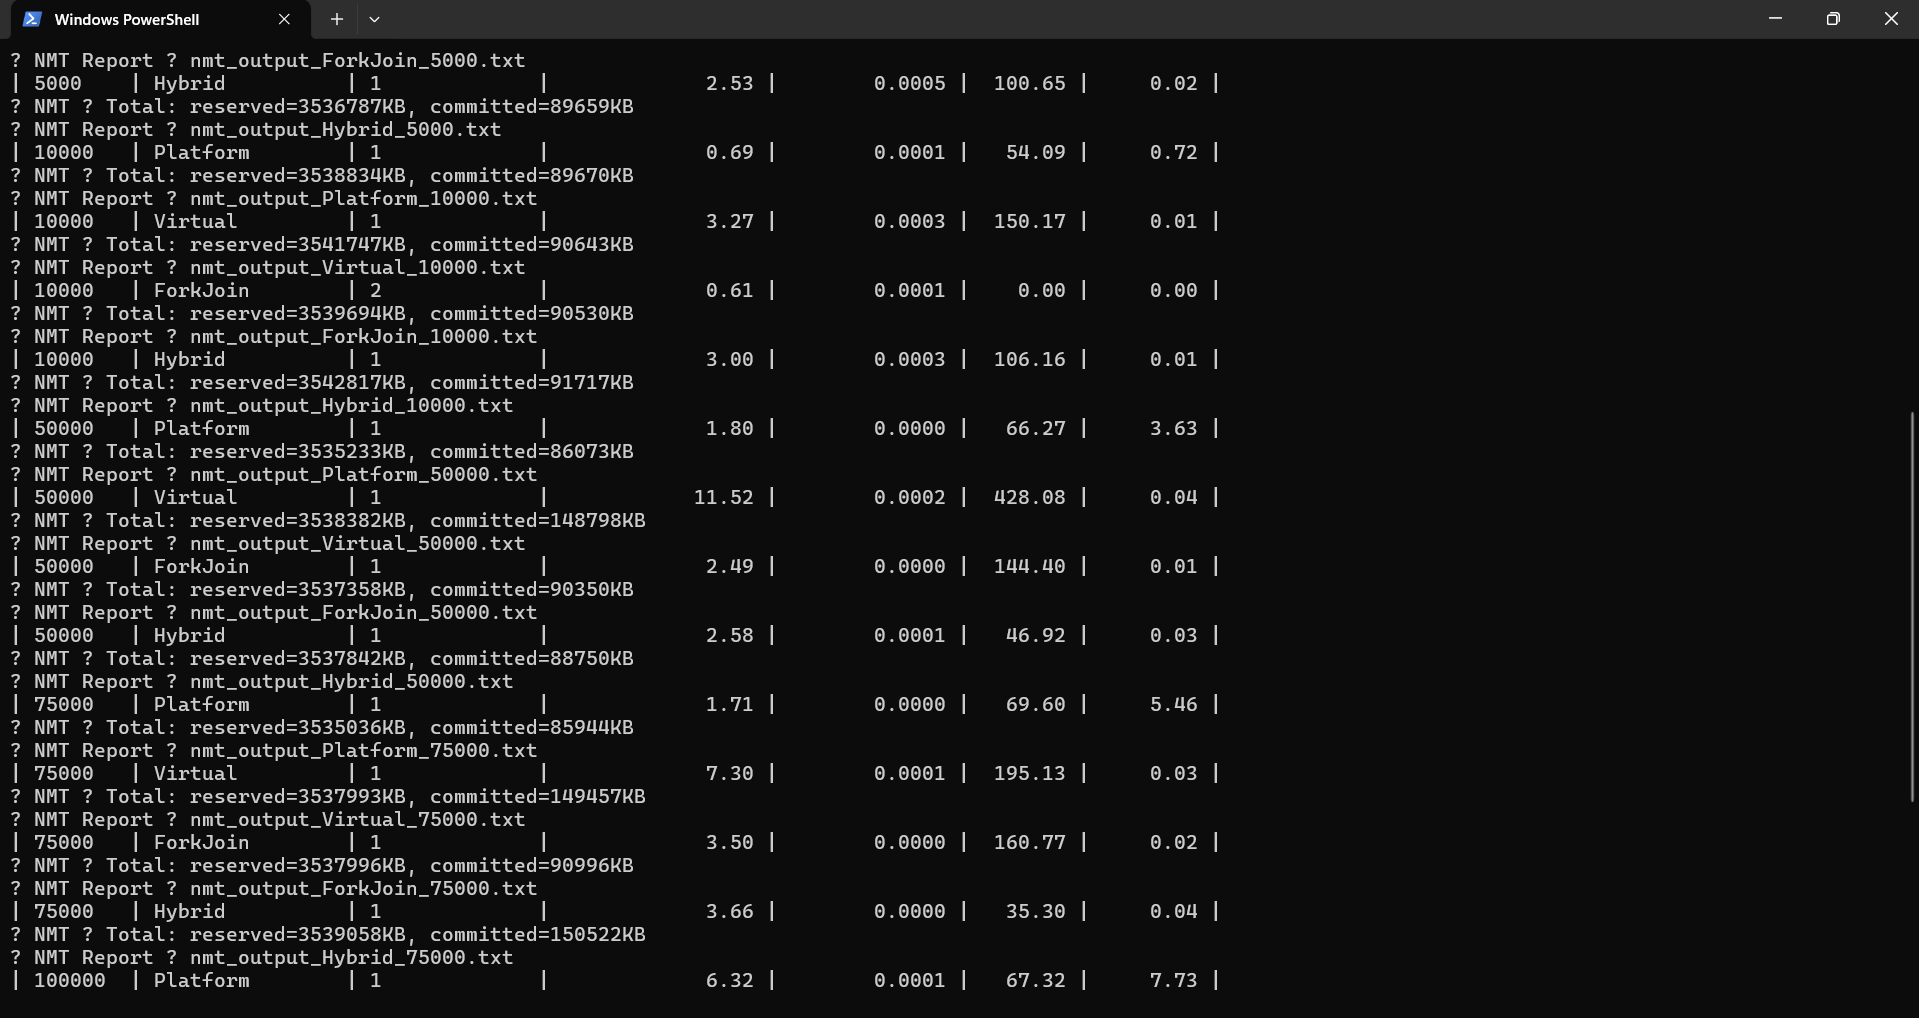 Windows PowerShell
? NMT Report ? nmt_output_ForkJoin_5000.txt
| 5000    | Hybrid          | 1             |             2.53 |        0.0005 |  100.65 |     0.02 |
? NMT ? Total: reserved=3536787KB, committed=89659KB
? NMT Report ? nmt_output_Hybrid_5000.txt
| 10000   | Platform        | 1             |             0.69 |        0.0001 |   54.09 |     0.72 |
? NMT ? Total: reserved=3538834KB, committed=89670KB
? NMT Report ? nmt_output_Platform_10000.txt
| 10000   | Virtual         | 1             |             3.27 |        0.0003 |  150.17 |     0.01 |
? NMT ? Total: reserved=3541747KB, committed=90643KB
? NMT Report ? nmt_output_Virtual_10000.txt
| 10000   | ForkJoin        | 2             |             0.61 |        0.0001 |    0.00 |     0.00 |
? NMT ? Total: reserved=3539694KB, committed=90530KB
? NMT Report ? nmt_output_ForkJoin_10000.txt
| 10000   | Hybrid          | 1             |             3.00 |        0.0003 |  106.16 |     0.01 |
? NMT ? Total: reserved=3542817KB, committed=91717KB
? NMT Report ? nmt_output_Hybrid_10000.txt
| 50000   | Platform        | 1             |             1.80 |        0.0000 |   66.27 |     3.63 |
? NMT ? Total: reserved=3535233KB, committed=86073KB
? NMT Report ? nmt_output_Platform_50000.txt
| 50000   | Virtual         | 1             |            11.52 |        0.0002 |  428.08 |     0.04 |
? NMT ? Total: reserved=3538382KB, committed=148798KB
? NMT Report ? nmt_output_Virtual_50000.txt
| 50000   | ForkJoin        | 1             |             2.49 |        0.0000 |  144.40 |     0.01 |
? NMT ? Total: reserved=3537358KB, committed=90350KB
? NMT Report ? nmt_output_ForkJoin_50000.txt
| 50000   | Hybrid          | 1             |             2.58 |        0.0001 |   46.92 |     0.03 |
? NMT ? Total: reserved=3537842KB, committed=88750KB
? NMT Report ? nmt_output_Hybrid_50000.txt
| 75000   | Platform        | 1             |             1.71 |        0.0000 |   69.60 |     5.46 |
? NMT ? Total: reserved=3535036KB, committed=85944KB
? NMT Report ? nmt_output_Platform_75000.txt
| 75000   | Virtual         | 1             |             7.30 |        0.0001 |  195.13 |     0.03 |
? NMT ? Total: reserved=3537993KB, committed=149457KB
? NMT Report ? nmt_output_Virtual_75000.txt
| 75000   | ForkJoin        | 1             |             3.50 |        0.0000 |  160.77 |     0.02 |
? NMT ? Total: reserved=3537996KB, committed=90996KB
? NMT Report ? nmt_output_ForkJoin_75000.txt
| 75000   | Hybrid          | 1             |             3.66 |        0.0000 |   35.30 |     0.04 |
? NMT ? Total: reserved=3539058KB, committed=150522KB
? NMT Report ? nmt_output_Hybrid_75000.txt
| 100000  | Platform        | 1             |             6.32 |        0.0001 |   67.32 |     7.73 |